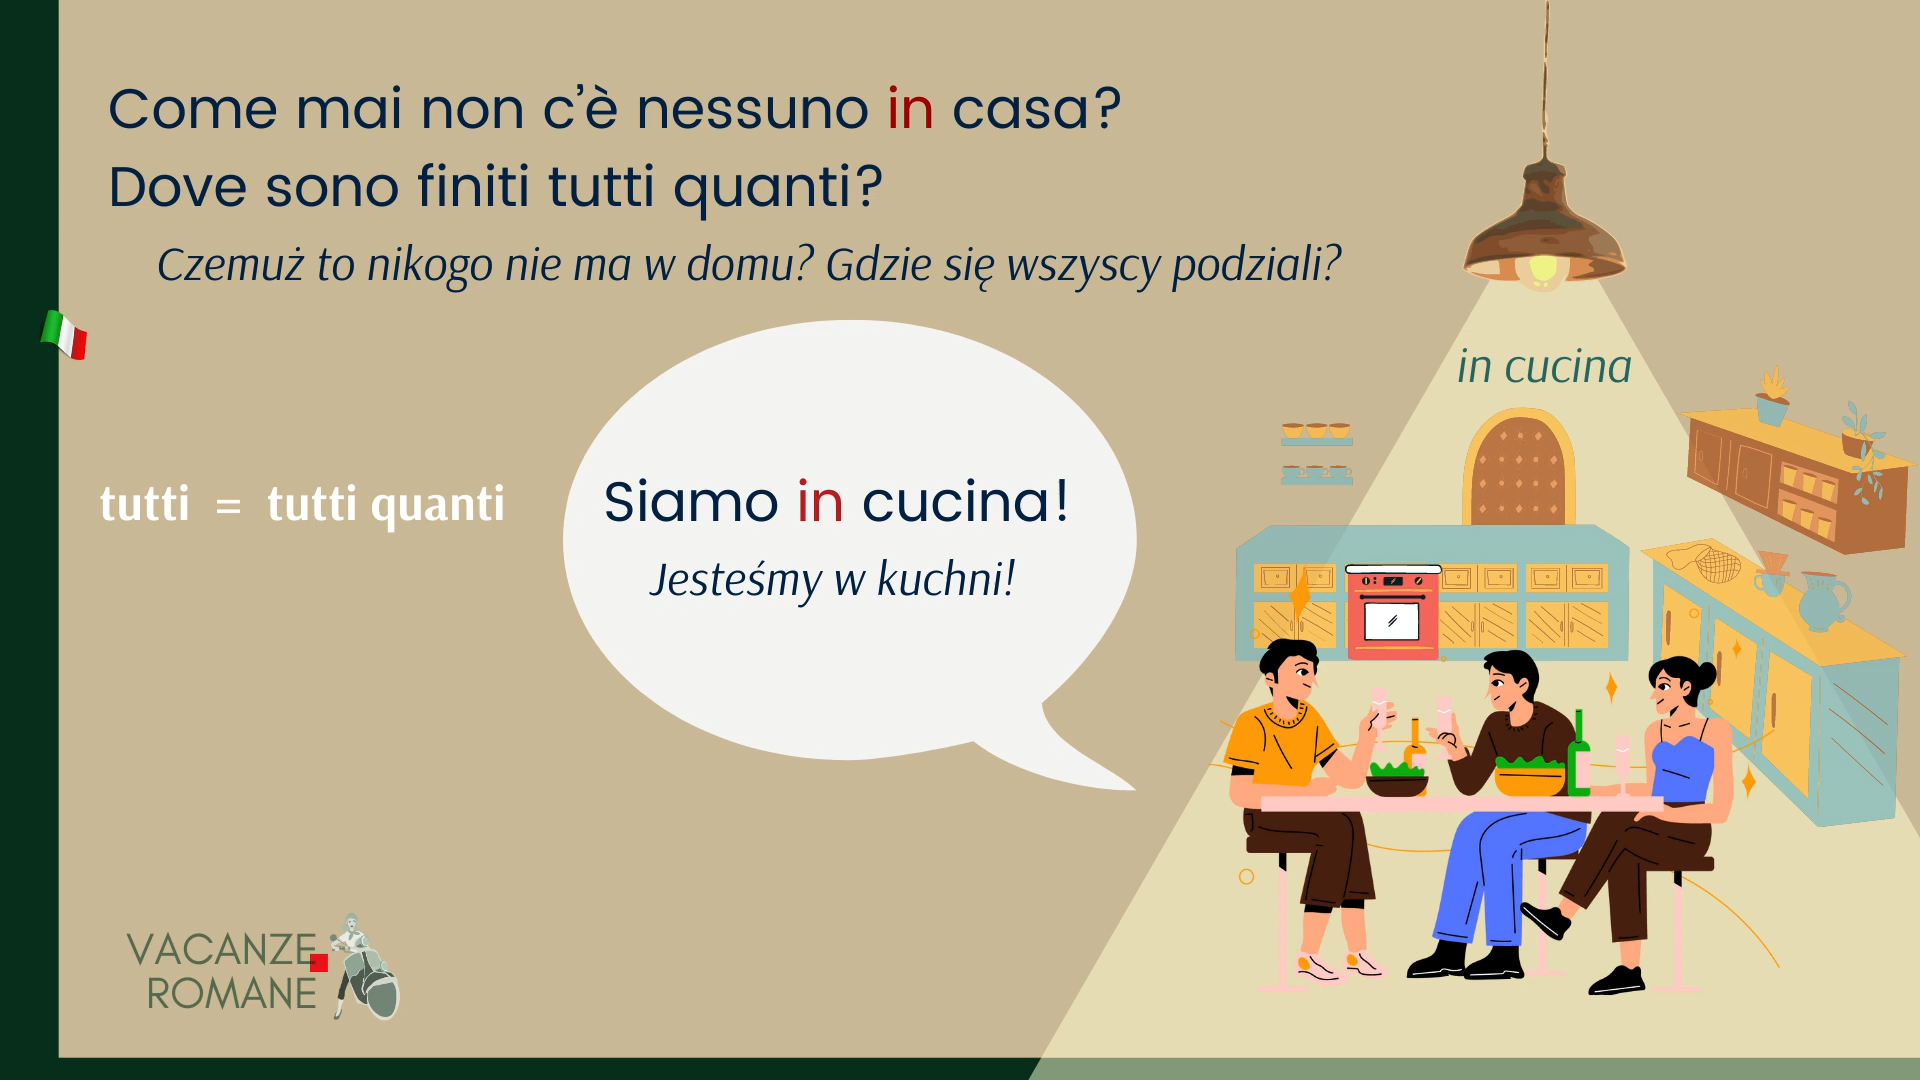 Come mai non c'è nessuno in casa?
Dove sono finiti tutti quanti?
Czemuż to nikogo nie ma w domu? Gdzie się wszyscy podziali?
in cucina
tutti = tutti quanti
Siamo in cucina!
Jesteśmy w kuchni!
VACANZE
ROMANE